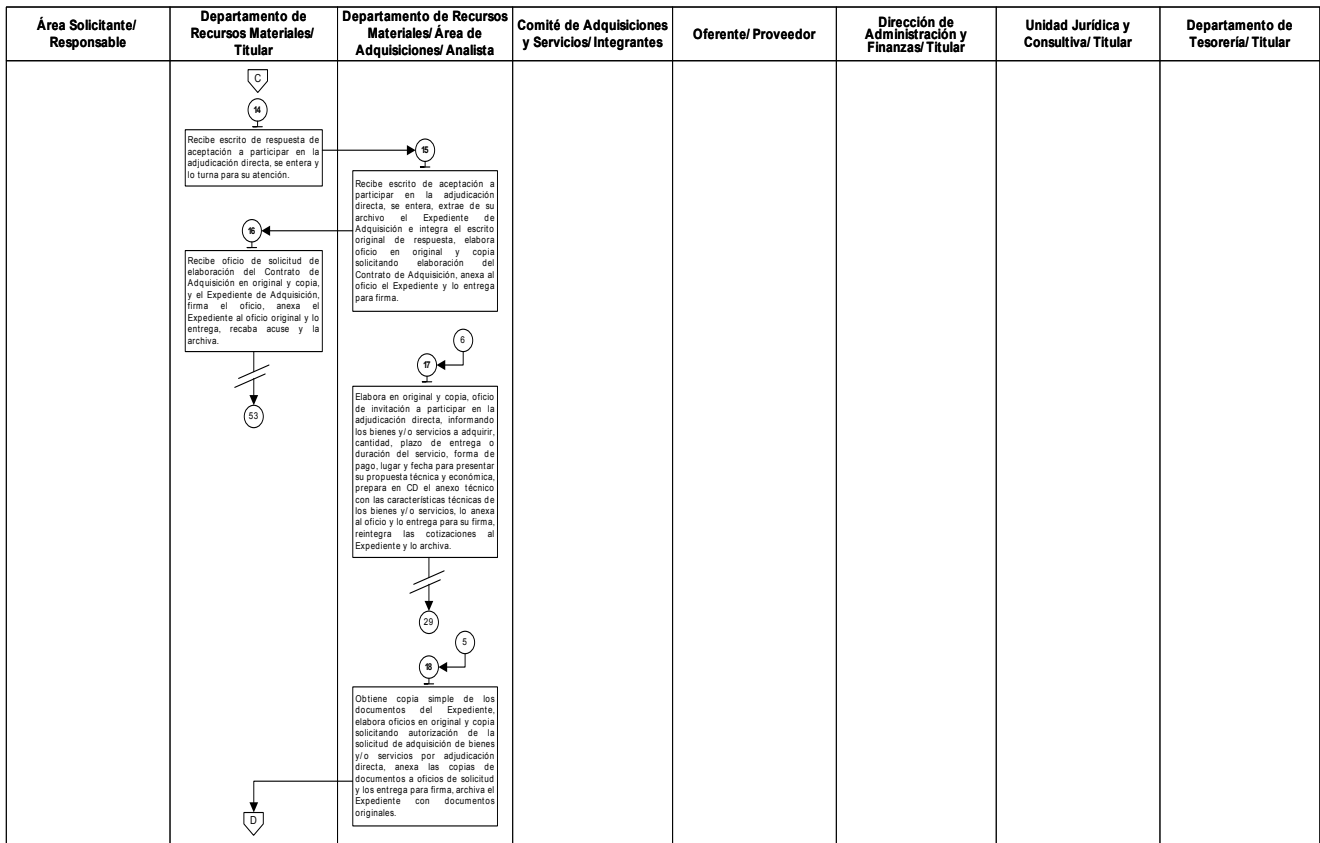 Área Solicitante/
Responsable
Departamento de
Recursos Materiales/
Titular
Departamento de Recursos
Materiales/ Área de
Adquisiciones/ Analista
Comité de Adquisiciones
y Servicios/ Integrantes
Oferente/ Proveedor
Dirección de
Administración y
Finanzas/ Titular
Unidad Jurídica y
Consultiva/ Titular
Departamento de
Tesorería/ Titular
C
14
Recibe escrito de respuesta de
aceptación a participar en la
adjudicación directa, se entera y
lo turna para su atención.
15
Recibe escrito de aceptación a
participar en la adjudicación
directa, se entera, extrae de su
archivo el Expediente de
Adquisición e integra el escrito
original de respuesta, elabora
oficio en original y copia
solicitando elaboración del
Contrato de Adquisición, anexa al
oficio el Expediente y lo entrega
para firma.
16
Recibe oficio de solicitud de
elaboración del Contrato de
Adquisición en original y copia,
y el Expediente de Adquisición,
firma el oficio, anexa el
Expediente al oficio original y lo
entrega, recaba acuse y la
archiva.
53
6
17
Elabora en original y copia, oficio
de invitación a participar en la
adjudicación directa, informando
los bienes y/o servicios a adquirir,
cantidad, plazo de entrega o
duración del servicio, forma de
pago, lugar y fecha para presentar
su propuesta técnica y económica,
prepara en CD el anexo técnico
con las características técnicas de
los bienes y/o servicios, lo anexa
al oficio y lo entrega para su firma,
reintegra las cotizaciones al
Expediente y lo archiva.
29
5
18
Obtiene copia simple de los
documentos del Expediente,
elabora oficios en original y copia
solicitando autorización de la
solicitud de adquisición de bienes
y/o servicios por adjudicación
directa, anexa las copias de
documentos a oficios de solicitud
y los entrega para firma, archiva el
Expediente con documentos
originales.
D